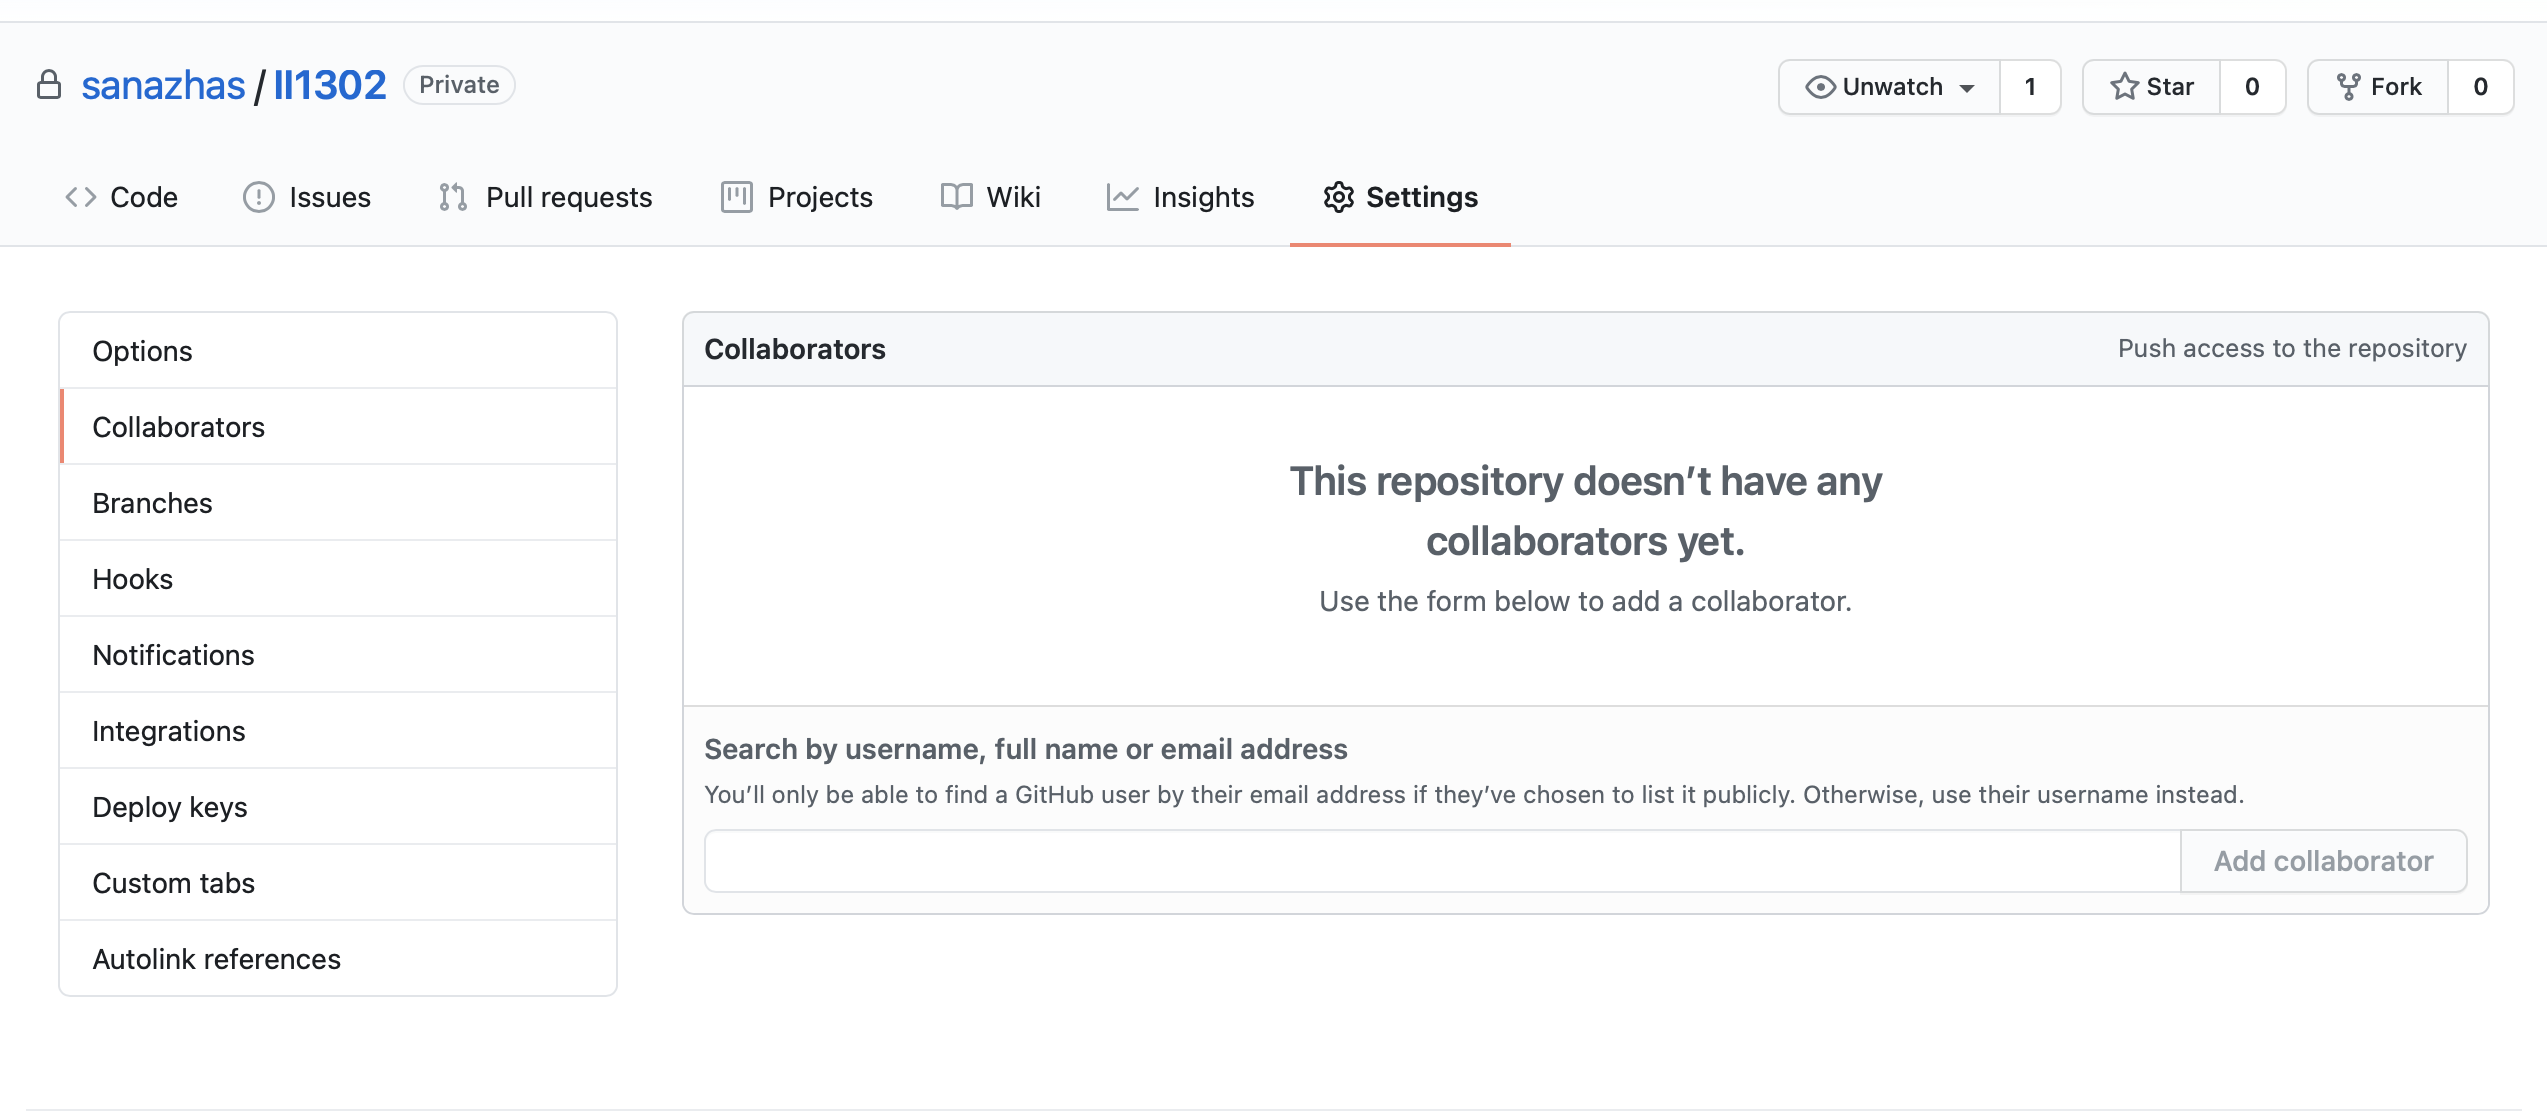 sanazhas / II1302 Private
Unwatch 1 Star 0 Fork 0
Code Issues Pull requests Projects Wiki Insights Settings
Options
Collaborators
Branches
Hooks
Notifications
Integrations
Deploy keys
Custom tabs
Autolink references
Collaborators Push access to the repository
This repository doesn’t have any
collaborators yet.
Use the form below to add a collaborator.
Search by username, full name or email address
You’ll only be able to find a GitHub user by their email address if they’ve chosen to list it publicly. Otherwise, use their username instead.
Add collaborator